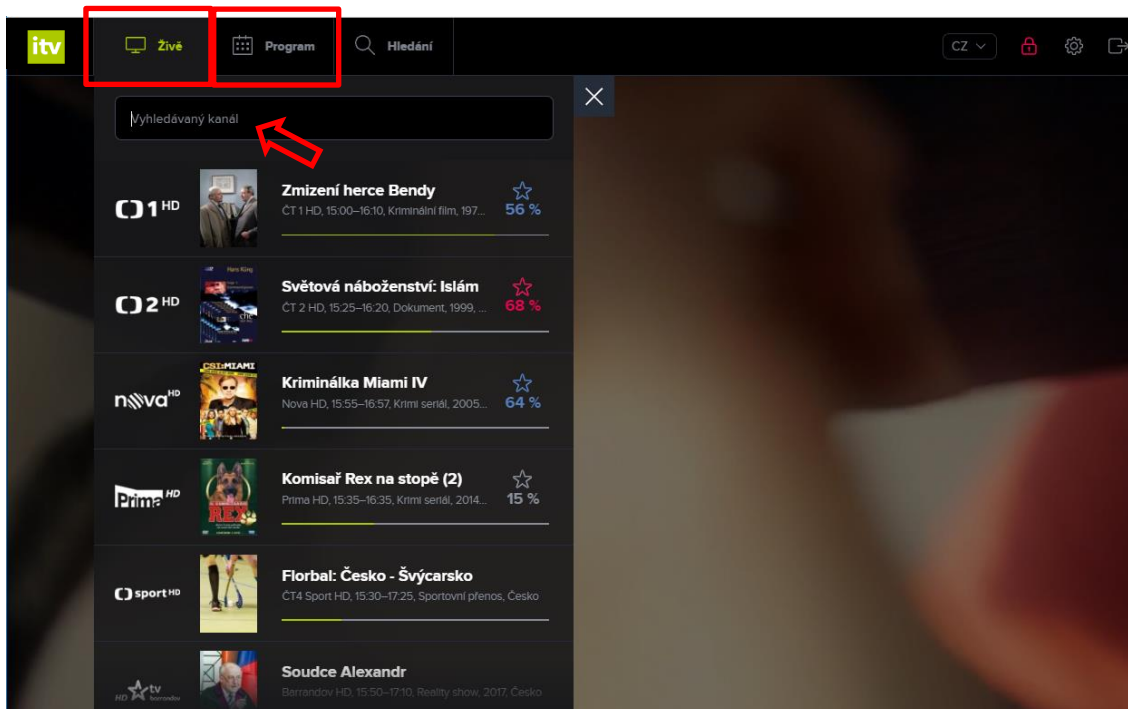 itv
Živě
Program
Hledání
CZ
Vyhledávaný kanál
1 HD
Zmizení herce Bendy
ČT 1 HD, 15:00–16:10, Kriminální film, 197...
56 %
2 HD
Hans Küng
Světová náboženství: Islám
ČT 2 HD, 15:25–16:20, Dokument, 1999, ...
68 %
nova HD
CSI:MIAMI
Kriminálka Miami IV
Nova HD, 15:55–16:57, Krimi seriál, 2005...
64 %
Prima HD
REX
Komisař Rex na stopě (2)
Prima HD, 15:35–16:35, Krimi seriál, 2014...
15 %
sport HD
Florbal: Česko - Švýcarsko
ČT4 Sport HD, 15:30–17:25, Sportovní přenos, Česko
HD tv barrandov
Soudce Alexandr
Barrandov HD, 15:50–17:10, Reality show, 2017, Česko